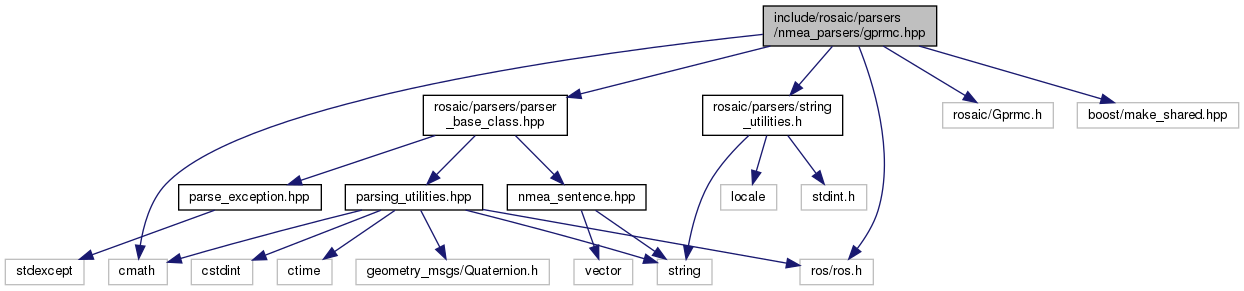 include/rosaic/parsers
/nmea_parsers/gprmc.hpp
rosaic/parsers/parser
_base_class.hpp
rosaic/parsers/string
_utilities.h
rosaic/Gprmc.h
boost/make_shared.hpp
parse_exception.hpp
parsing_utilities.hpp
nmea_sentence.hpp
locale
stdint.h
stdexcept
cmath
cstdint
ctime
geometry_msgs/Quaternion.h
vector
string
ros/ros.h